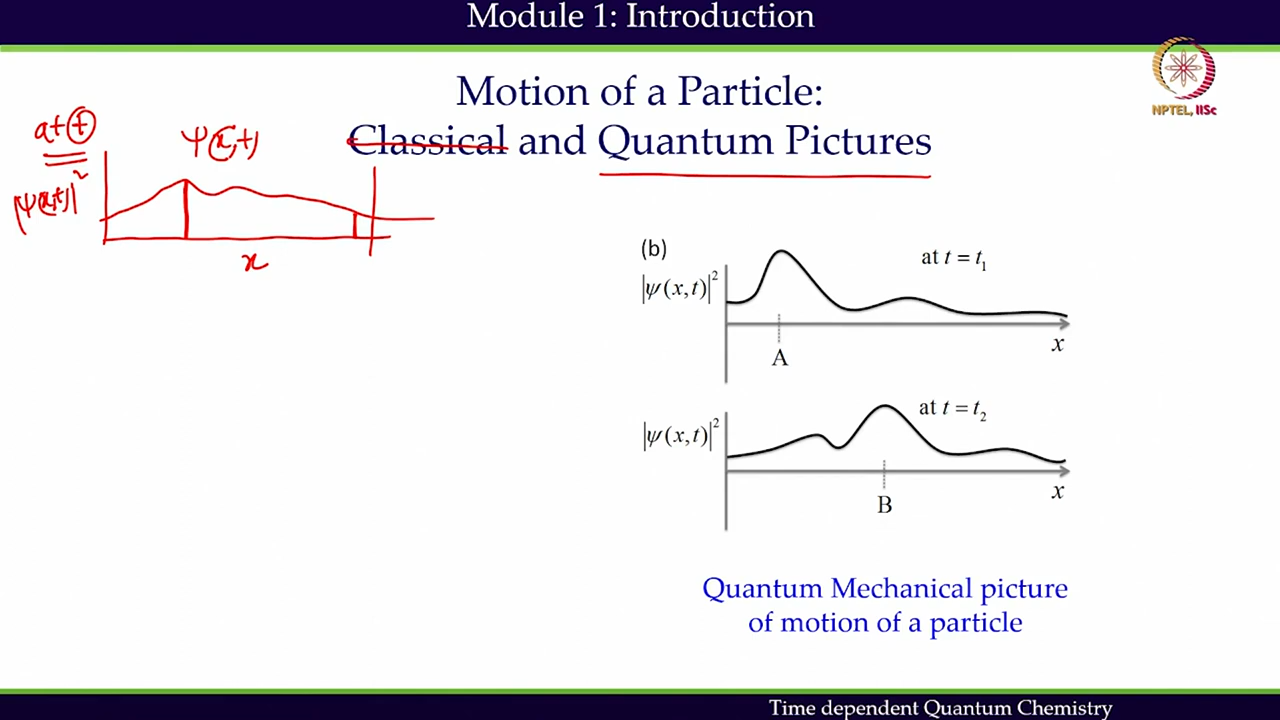 Module 1: Introduction
NPTEL, IISc
Motion of a Particle:
Classical and Quantum Pictures
at t
ψ(x,t)
|ψ(x,t)|²
x
(b)
|ψ(x,t)|²
at t = t₁
A
x
|ψ(x,t)|²
at t = t₂
B
x
Quantum Mechanical picture
of motion of a particle
Time dependent Quantum Chemistry